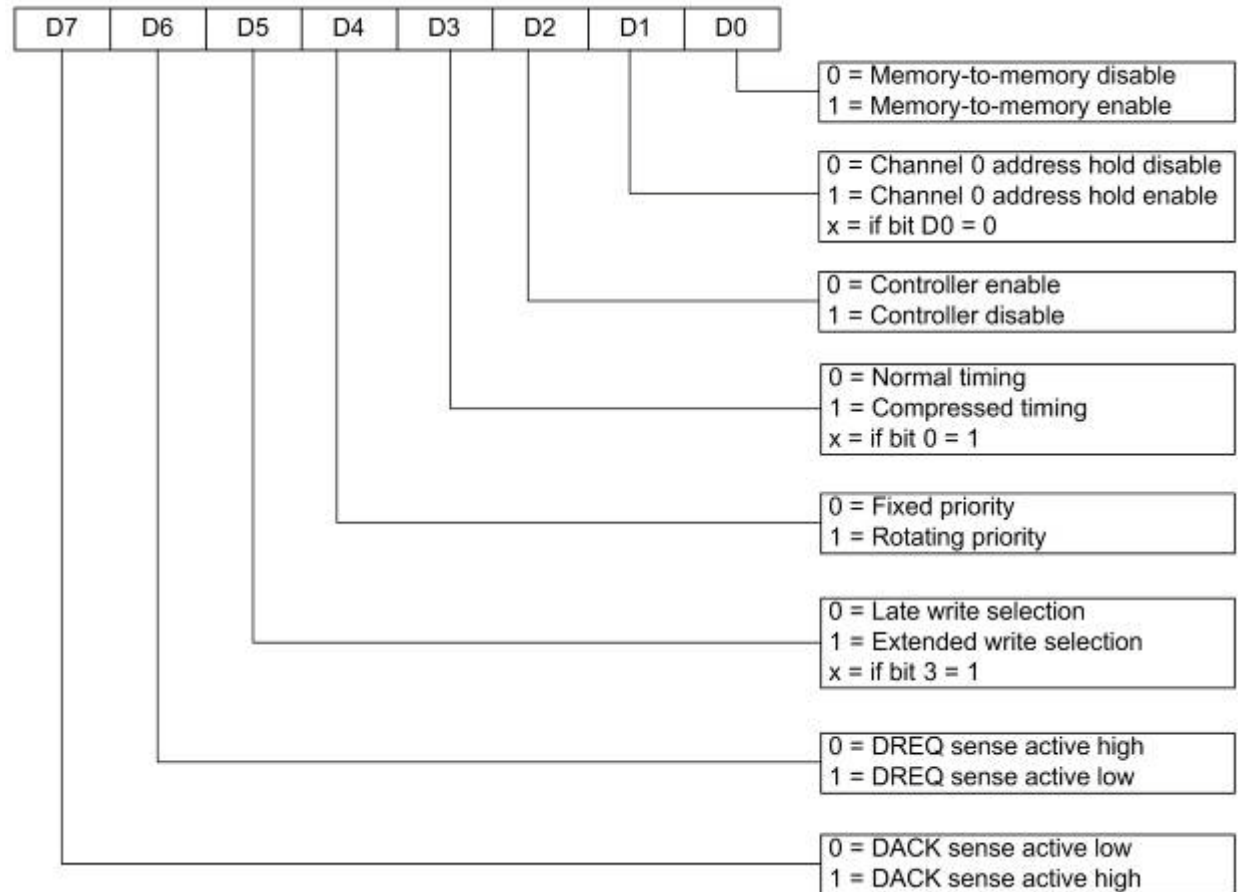 D7 D6 D5 D4 D3 D2 D1 D0
0 = Memory-to-memory disable
1 = Memory-to-memory enable
0 = Channel 0 address hold disable
1 = Channel 0 address hold enable
x = if bit D0 = 0
0 = Controller enable
1 = Controller disable
0 = Normal timing
1 = Compressed timing
x = if bit 0 = 1
0 = Fixed priority
1 = Rotating priority
0 = Late write selection
1 = Extended write selection
x = if bit 3 = 1
0 = DREQ sense active high
1 = DREQ sense active low
0 = DACK sense active low
1 = DACK sense active high